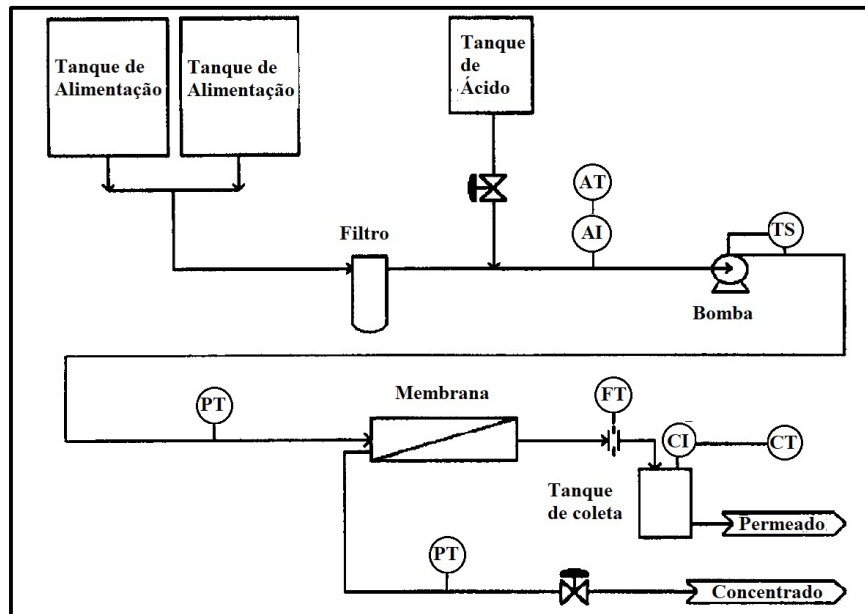 Tanque de
Alimentação
Tanque de
Alimentação
Tanque
de
Ácido
AT
AI
TS
Filtro
Bomba
PT
Membrana
FT
CI
CT
Tanque
de coleta
Permeado
PT
Concentrado